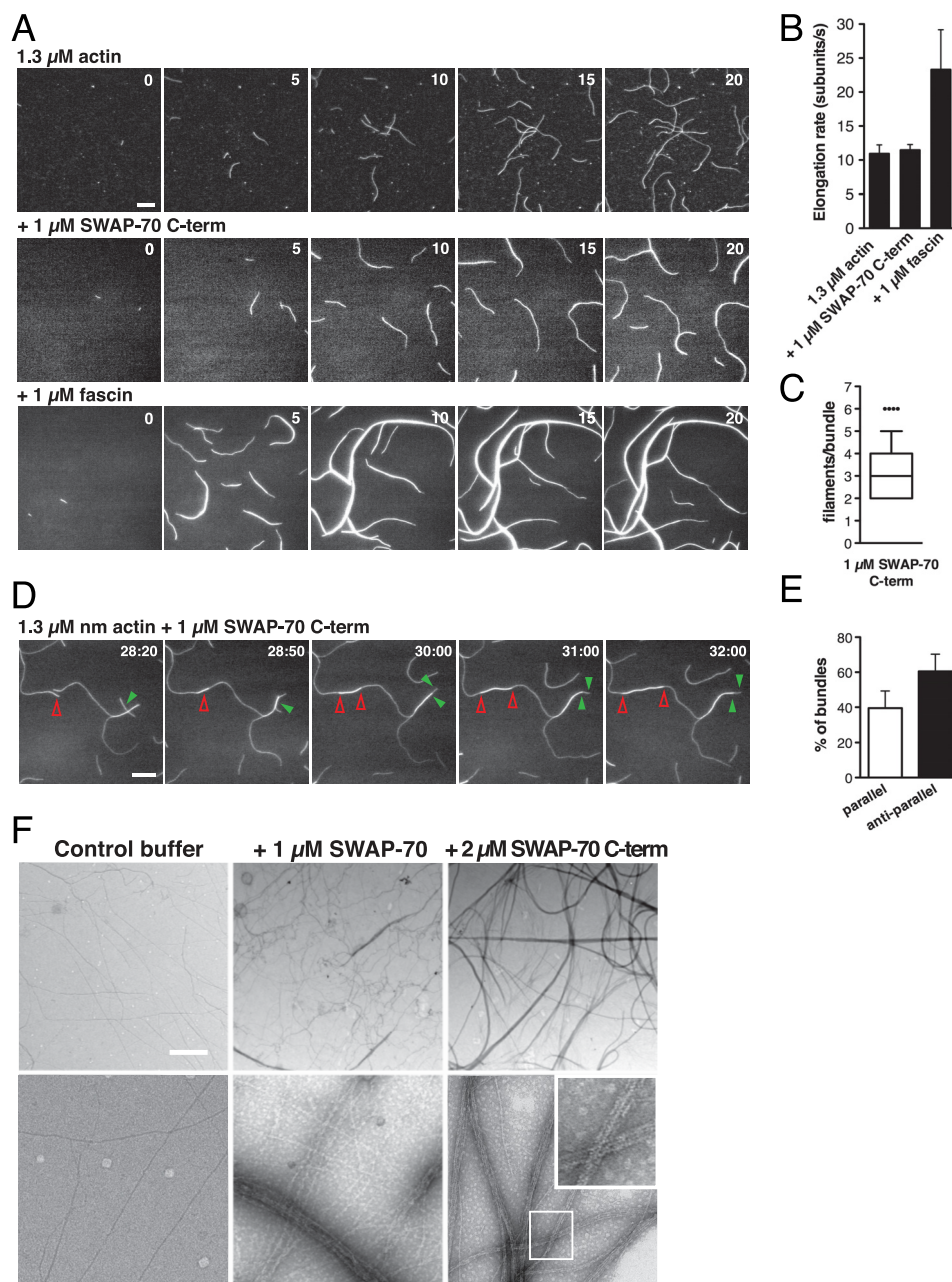 A
1.3 µM actin
0
5
10
15
20
+ 1 µM SWAP-70 C-term
0
5
10
15
20
+ 1 µM fascin
0
5
10
15
20
B
Elongation rate (subunits/s)
30
25
20
15
10
5
0
1.3 µM actin
+ 1 µM SWAP-70 C-term
+ 1 µM fascin
C
filaments/bundle
7
6
5
4
3
2
1
0
1 µM SWAP-70
C-term
D
1.3 µM nm actin + 1 µM SWAP-70 C-term
28:20
28:50
30:00
31:00
32:00
E
% of bundles
80
60
40
20
0
parallel
anti-parallel
F
Control buffer
+ 1 µM SWAP-70
+ 2 µM SWAP-70 C-term